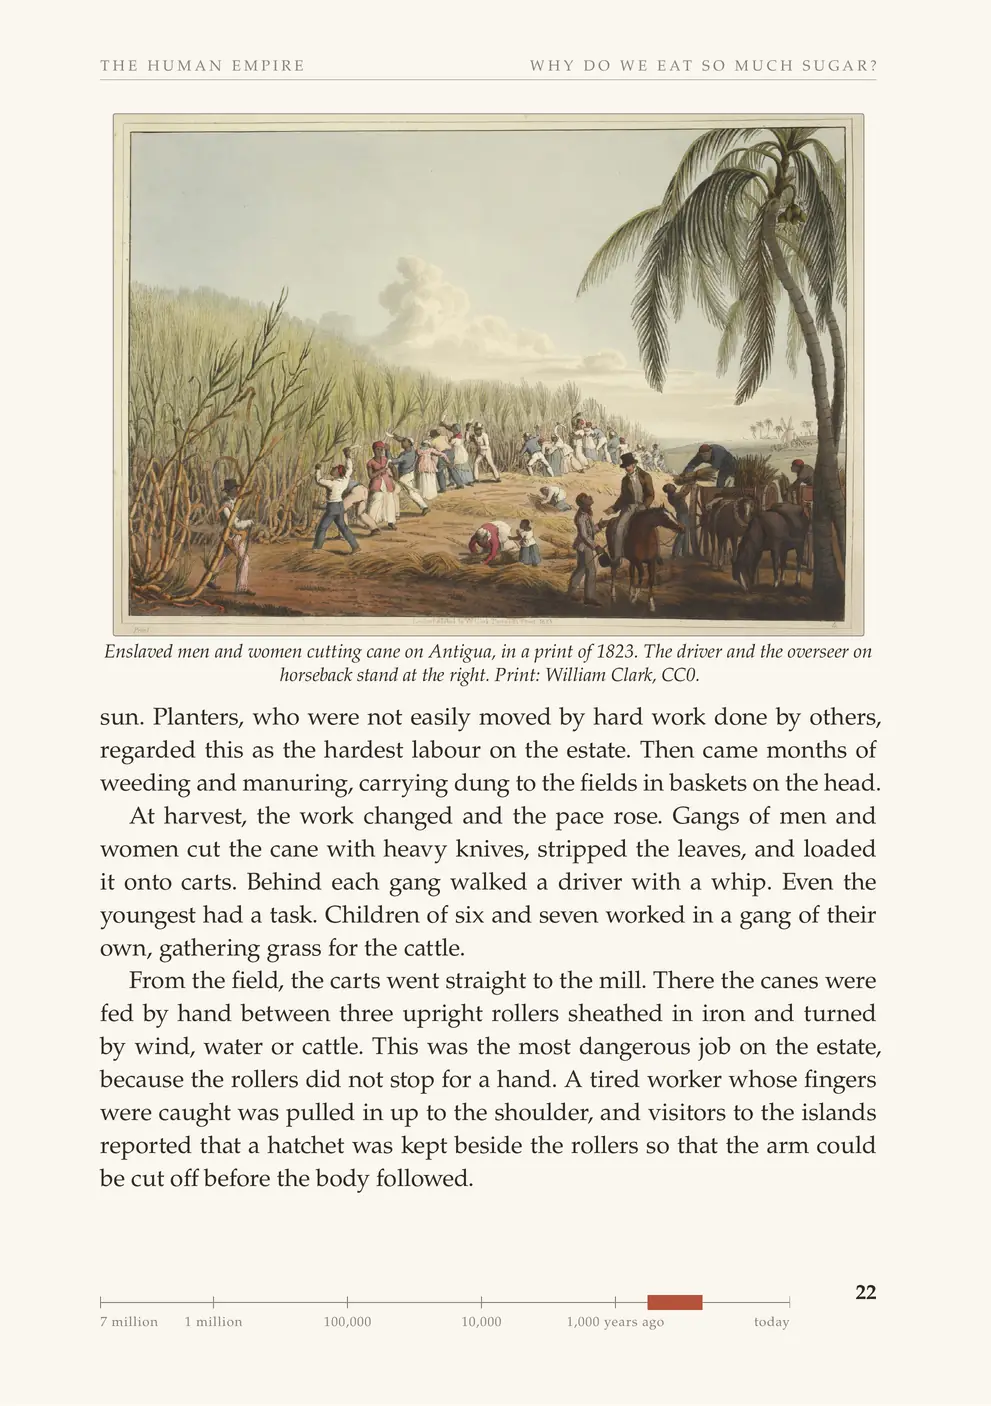 THE HUMAN EMPIRE
WHY DO WE EAT SO MUCH SUGAR?
Enslaved men and women cutting cane on Antigua, in a print of 1823. The driver and the overseer on
horseback stand at the right. Print: William Clark, CC0.
sun. Planters, who were not easily moved by hard work done by others,
regarded this as the hardest labour on the estate. Then came months of
weeding and manuring, carrying dung to the fields in baskets on the head.
At harvest, the work changed and the pace rose. Gangs of men and
women cut the cane with heavy knives, stripped the leaves, and loaded
it onto carts. Behind each gang walked a driver with a whip. Even the
youngest had a task. Children of six and seven worked in a gang of their
own, gathering grass for the cattle.
From the field, the carts went straight to the mill. There the canes were
fed by hand between three upright rollers sheathed in iron and turned
by wind, water or cattle. This was the most dangerous job on the estate,
because the rollers did not stop for a hand. A tired worker whose fingers
were caught was pulled in up to the shoulder, and visitors to the islands
reported that a hatchet was kept beside the rollers so that the arm could
be cut off before the body followed.
22
7 million 1 million 100,000 10,000 1,000 years ago today